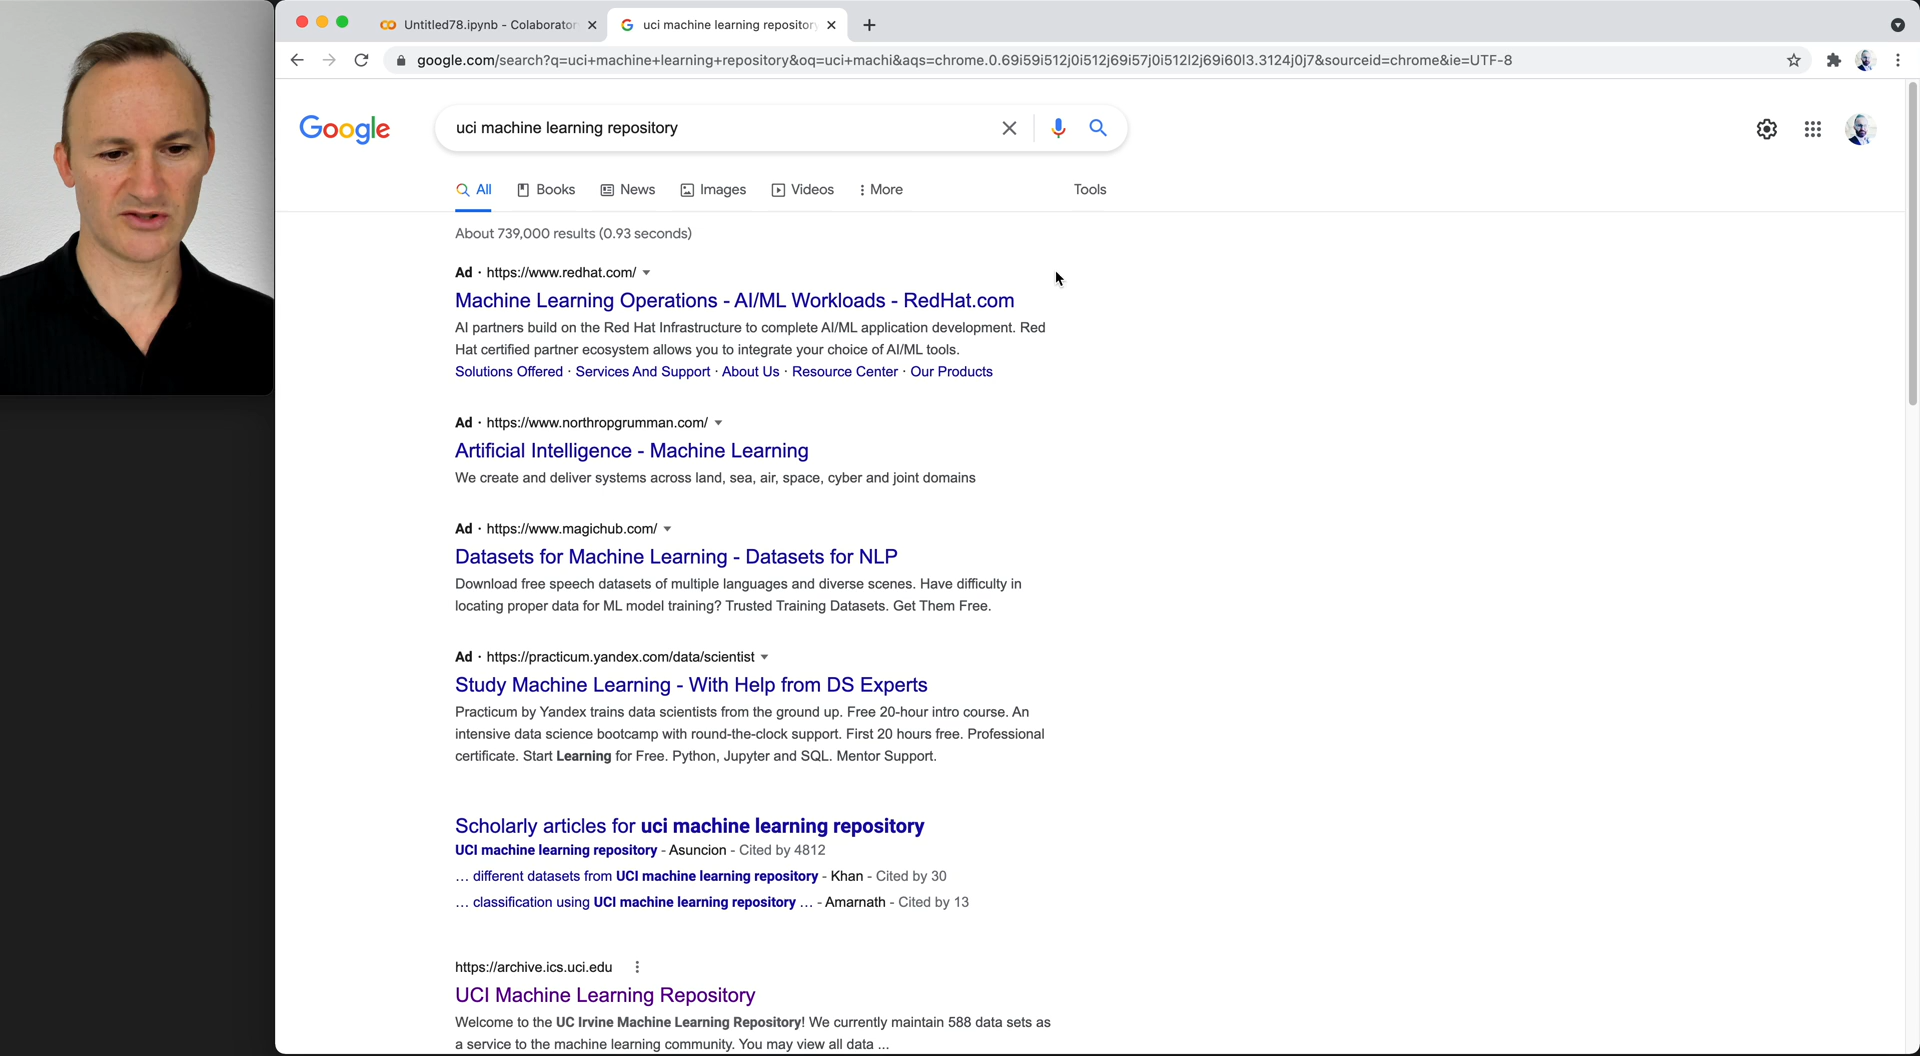 Untitled78.ipynb - Colaborator
uci machine learning repository
google.com/search?q=uci+machine+learning+repository&oq=uci+machi&aqs=chrome.0.69i59i512j0i512j69i57j0i512l2j69i60l3.3124j0j7&sourceid=chrome&ie=UTF-8
Google
uci machine learning repository
All Books News Images Videos More Tools
About 739,000 results (0.93 seconds)
Ad · https://www.redhat.com/
Machine Learning Operations - AI/ML Workloads - RedHat.com
AI partners build on the Red Hat Infrastructure to complete AI/ML application development. Red
Hat certified partner ecosystem allows you to integrate your choice of AI/ML tools.
Solutions Offered · Services And Support · About Us · Resource Center · Our Products
Ad · https://www.northropgrumman.com/
Artificial Intelligence - Machine Learning
We create and deliver systems across land, sea, air, space, cyber and joint domains
Ad · https://www.magichub.com/
Datasets for Machine Learning - Datasets for NLP
Download free speech datasets of multiple languages and diverse scenes. Have difficulty in
locating proper data for ML model training? Trusted Training Datasets. Get Them Free.
Ad · https://practicum.yandex.com/data/scientist
Study Machine Learning - With Help from DS Experts
Practicum by Yandex trains data scientists from the ground up. Free 20-hour intro course. An
intensive data science bootcamp with round-the-clock support. First 20 hours free. Professional
certificate. Start Learning for Free. Python, Jupyter and SQL. Mentor Support.
Scholarly articles for uci machine learning repository
UCI machine learning repository - Asuncion - Cited by 4812
… different datasets from UCI machine learning repository - Khan - Cited by 30
… classification using UCI machine learning repository … - Amarnath - Cited by 13
https://archive.ics.uci.edu
UCI Machine Learning Repository
Welcome to the UC Irvine Machine Learning Repository! We currently maintain 588 data sets as
a service to the machine learning community. You may view all data ...